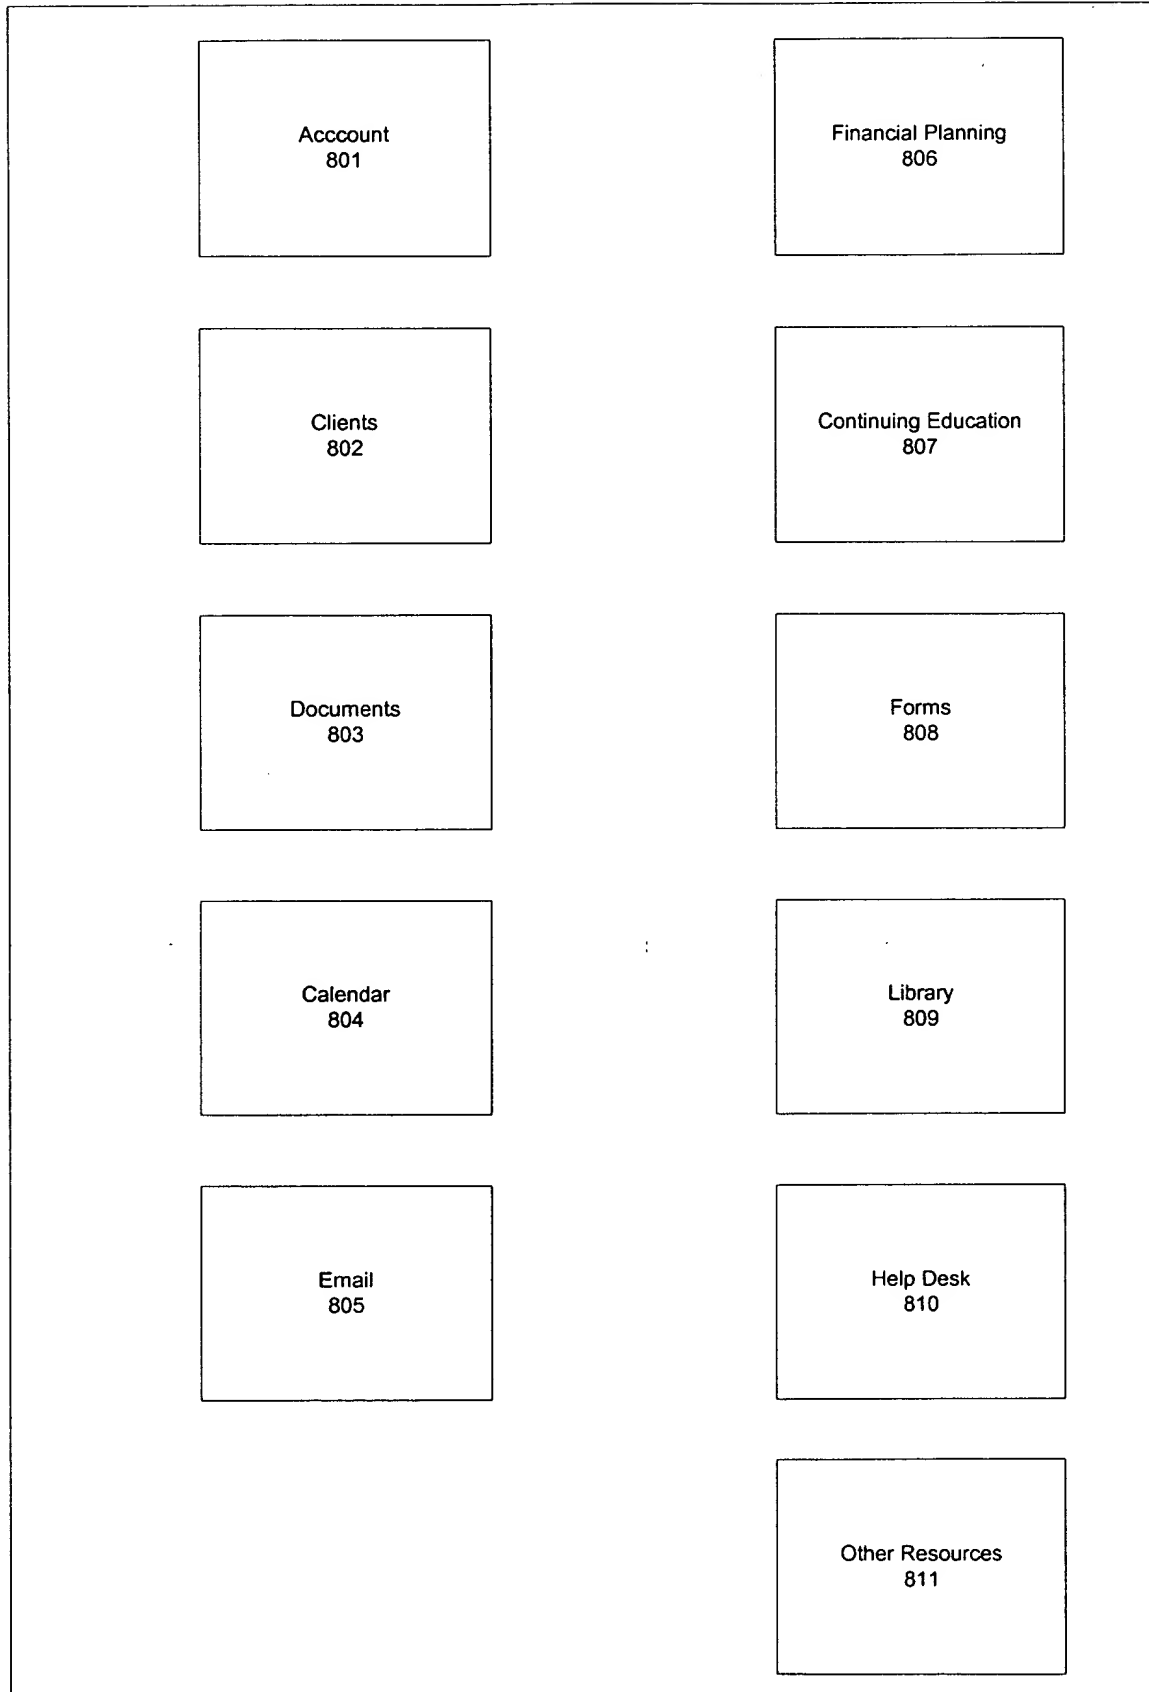 Acccount
801
Clients
802
Documents
803
Calendar
804
Email
805
Financial Planning
806
Continuing Education
807
Forms
808
Library
809
Help Desk
810
Other Resources
811